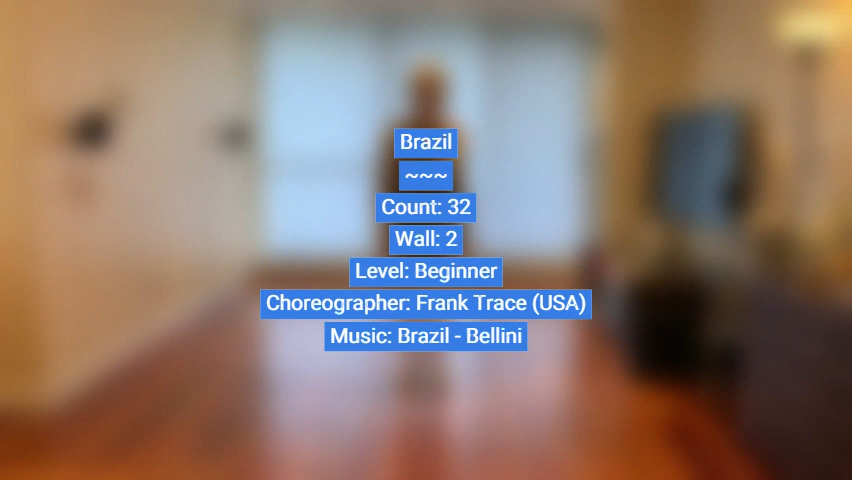 Brazil
~~~
Count: 32
Wall: 2
Level: Beginner
Choreographer: Frank Trace (USA)
Music: Brazil - Bellini